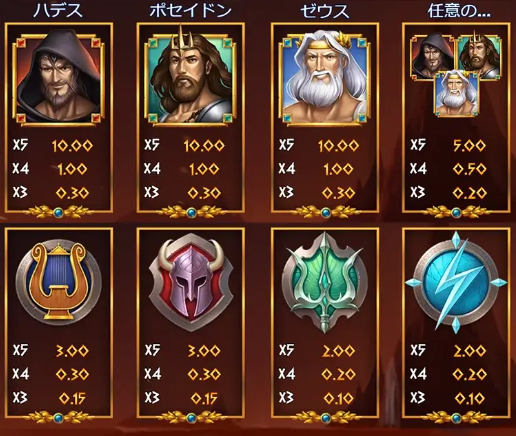 ハデス
ポセイドン
ゼウス
任意の...
X5 10.00
X4 1.00
X3 0.30
X5 10.00
X4 1.00
X3 0.30
X5 10.00
X4 1.00
X3 0.30
X5 5.00
X4 0.50
X3 0.20
X5 3.00
X4 0.30
X3 0.15
X5 3.00
X4 0.30
X3 0.15
X5 2.00
X4 0.20
X3 0.10
X5 2.00
X4 0.20
X3 0.10